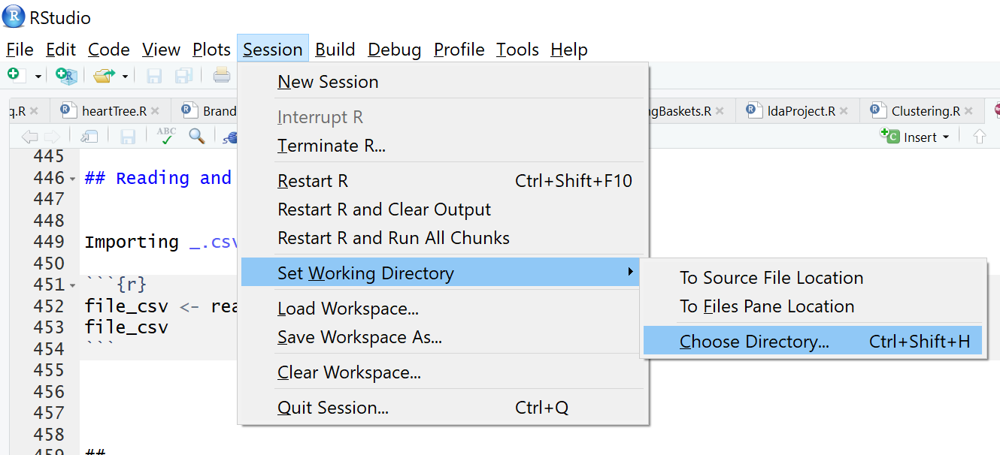 RStudio
File Edit Code View Plots Session Build Debug Profile Tools Help
q.R heartTree.R Brand gBaskets.R ldaProject.R Clustering.R
ABC Insert
New Session
Interrupt R
Terminate R...
Restart R Ctrl+Shift+F10
Restart R and Clear Output
Restart R and Run All Chunks
Set Working Directory
Load Workspace...
Save Workspace As...
Clear Workspace...
Quit Session... Ctrl+Q
To Source File Location
To Files Pane Location
Choose Directory... Ctrl+Shift+H
445
446 ## Reading and
447
448
449 Importing _.csv
450
451 ```{r}
452 file_csv <- rea
453 file_csv
454 ```
455
456
457
458
459 ##